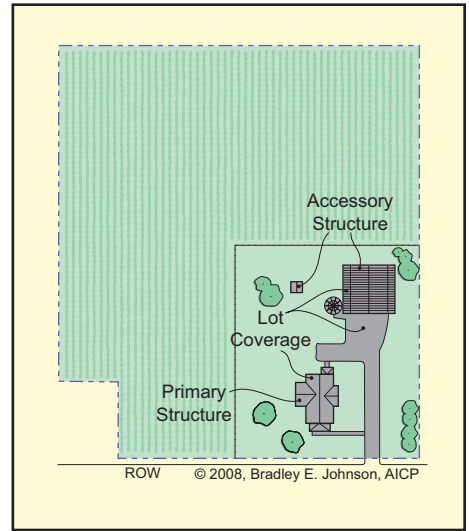 Accessory
Structure
Lot
Coverage
Primary
Structure
ROW © 2008, Bradley E. Johnson, AICP